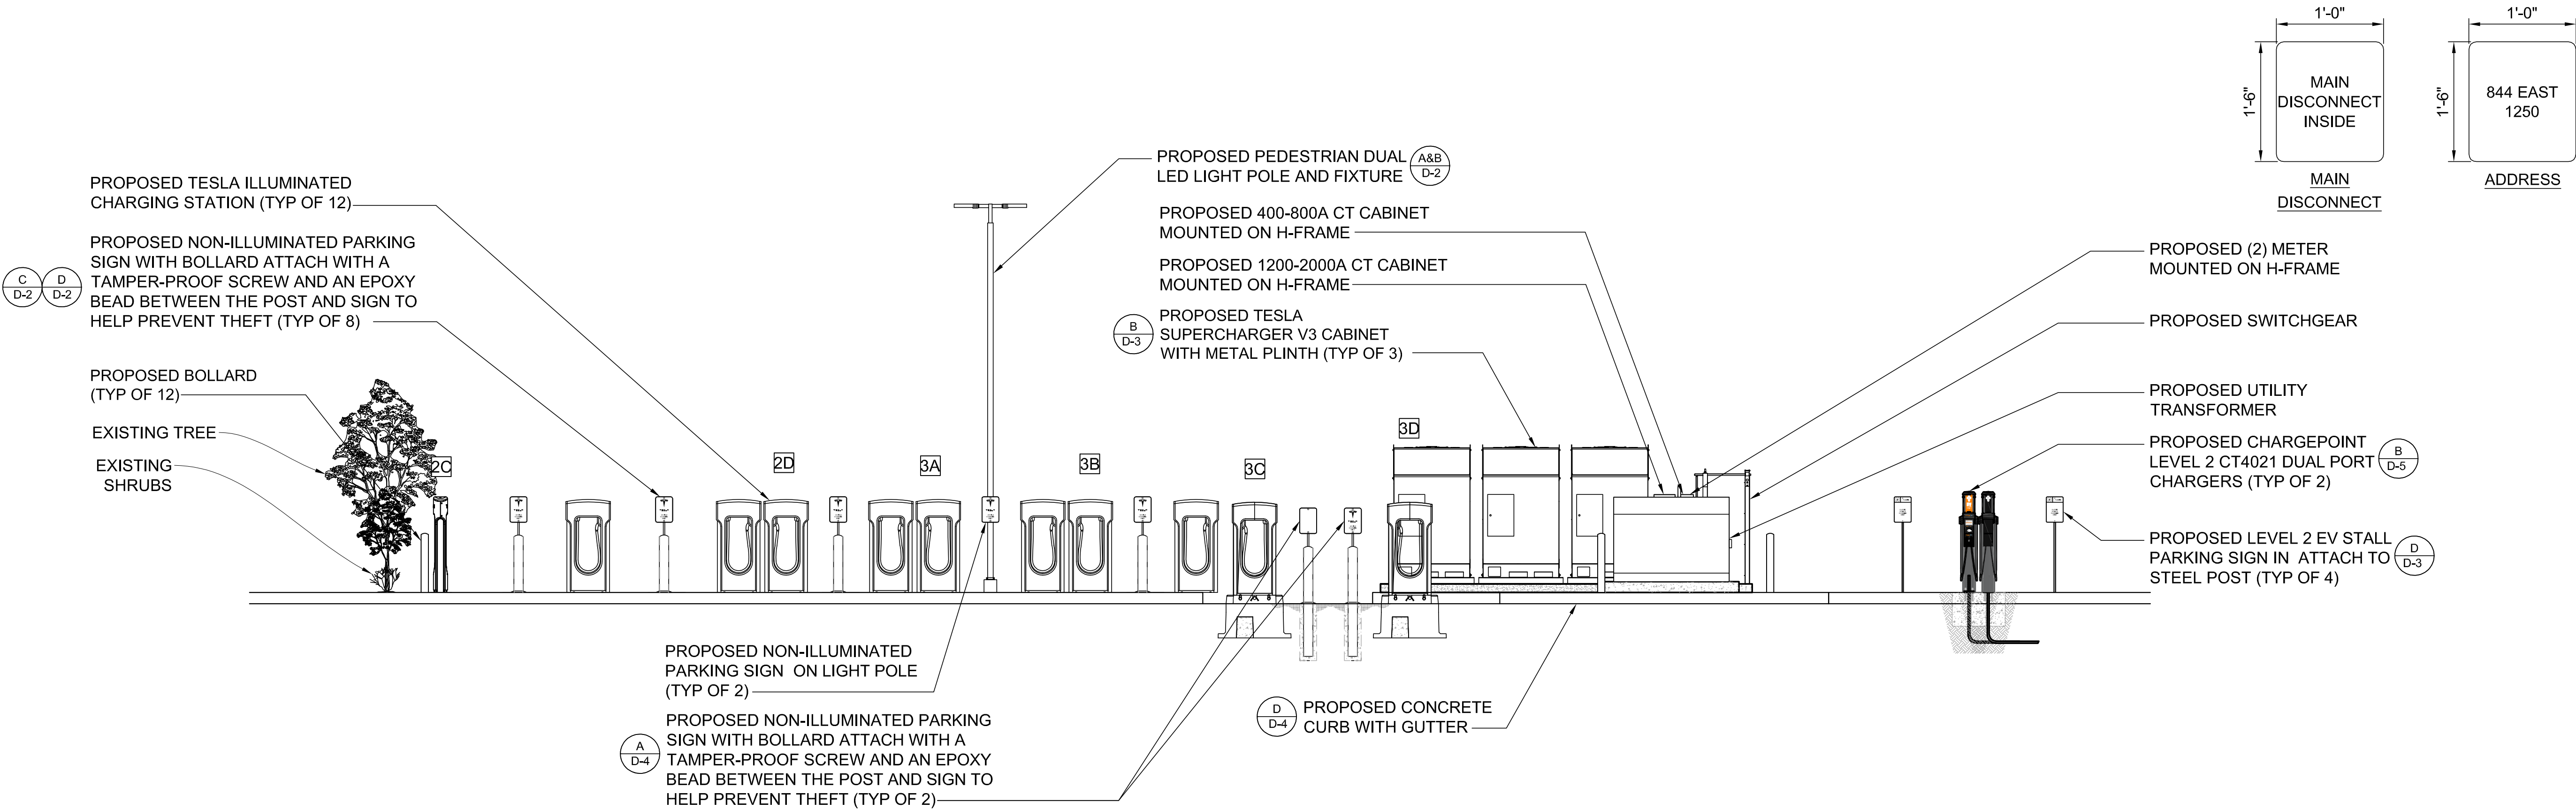 1'-0"
1'-0"
1'-6"
MAIN
DISCONNECT
INSIDE
1'-6"
844 EAST
1250
MAIN
DISCONNECT
ADDRESS
PROPOSED TESLA ILLUMINATED
CHARGING STATION (TYP OF 12)
C
D-2
D
D-2
PROPOSED NON-ILLUMINATED PARKING
SIGN WITH BOLLARD ATTACH WITH A
TAMPER-PROOF SCREW AND AN EPOXY
BEAD BETWEEN THE POST AND SIGN TO
HELP PREVENT THEFT (TYP OF 8)
PROPOSED BOLLARD
(TYP OF 12)
EXISTING TREE
EXISTING
SHRUBS
PROPOSED PEDESTRIAN DUAL
LED LIGHT POLE AND FIXTURE
A&B
D-2
PROPOSED 400-800A CT CABINET
MOUNTED ON H-FRAME
PROPOSED 1200-2000A CT CABINET
MOUNTED ON H-FRAME
B
D-3
PROPOSED TESLA
SUPERCHARGER V3 CABINET
WITH METAL PLINTH (TYP OF 3)
PROPOSED (2) METER
MOUNTED ON H-FRAME
PROPOSED SWITCHGEAR
PROPOSED UTILITY
TRANSFORMER
PROPOSED CHARGEPOINT
LEVEL 2 CT4021 DUAL PORT
CHARGERS (TYP OF 2)
B
D-5
PROPOSED LEVEL 2 EV STALL
PARKING SIGN IN ATTACH TO
STEEL POST (TYP OF 4)
D
D-3
2C
2D
3A
3B
3C
3D
PROPOSED NON-ILLUMINATED
PARKING SIGN ON LIGHT POLE
(TYP OF 2)
A
D-4
PROPOSED NON-ILLUMINATED PARKING
SIGN WITH BOLLARD ATTACH WITH A
TAMPER-PROOF SCREW AND AN EPOXY
BEAD BETWEEN THE POST AND SIGN TO
HELP PREVENT THEFT (TYP OF 2)
D
D-4
PROPOSED CONCRETE
CURB WITH GUTTER